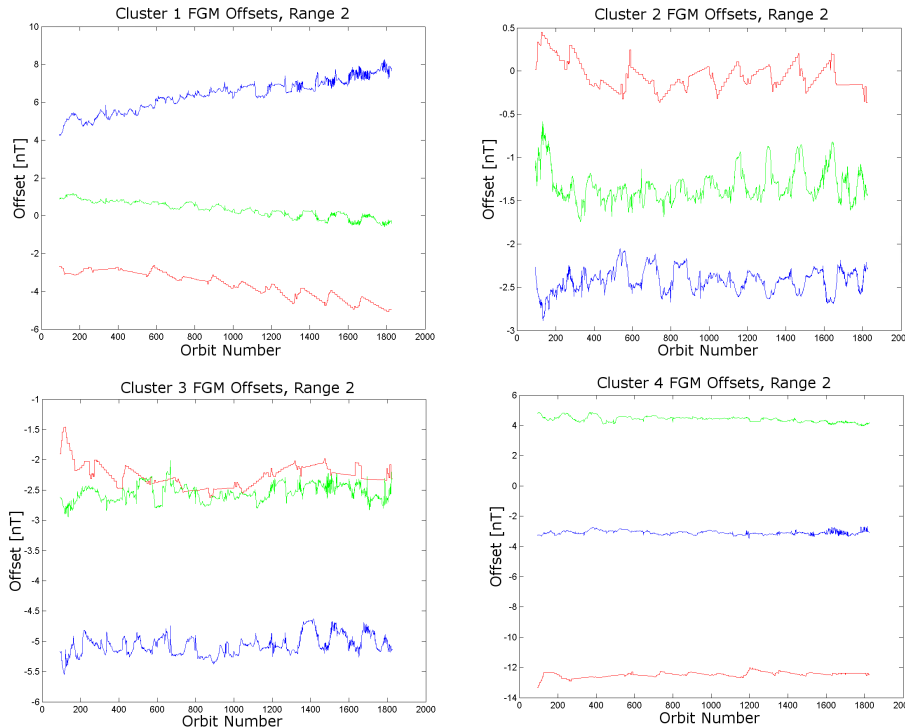 Cluster 1 FGM Offsets, Range 2
10
8
6
4
2
0
-2
-4
-6
Offset [nT]
0 200 400 600 800 1000 1200 1400 1600 1800 2000
Orbit Number
Cluster 2 FGM Offsets, Range 2
0.5
0
-0.5
-1
-1.5
-2
-2.5
-3
Offset [nT]
0 200 400 600 800 1000 1200 1400 1600 1800 2000
Orbit Number
Cluster 3 FGM Offsets, Range 2
-1
-1.5
-2
-2.5
-3
-3.5
-4
-4.5
-5
-5.5
-6
Offset [nT]
0 200 400 600 800 1000 1200 1400 1600 1800 2000
Orbit Number
Cluster 4 FGM Offsets, Range 2
6
4
2
0
-2
-4
-6
-8
-10
-12
-14
Offset [nT]
0 200 400 600 800 1000 1200 1400 1600 1800 2000
Orbit Number